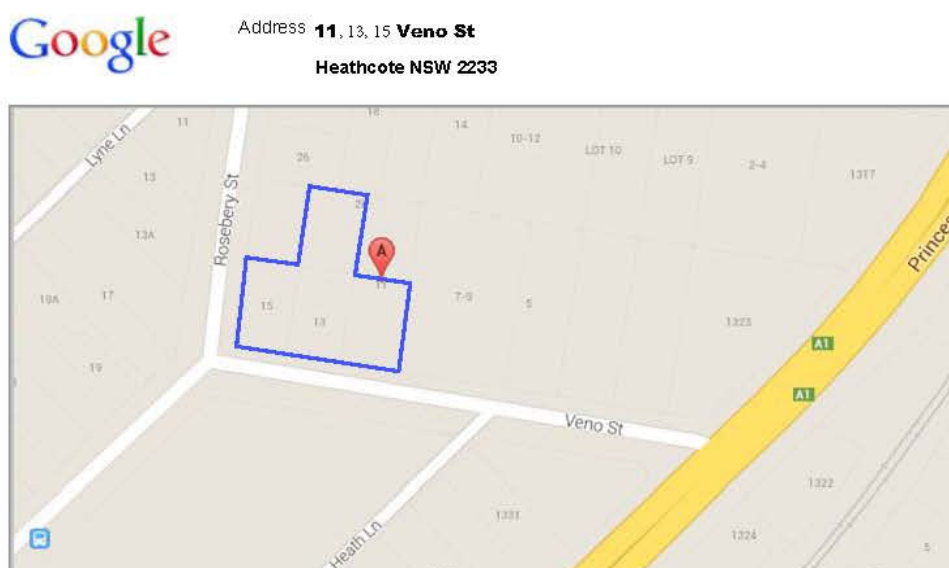 Google
Address 11, 13, 15 Veno St
Heathcote NSW 2233
18
Lyne Ln
11
14
10-12
LOT 10
LOT 9
2-4
1317
26
13
Rosebery St
Princes
13A
A
11
19A
17
15
13
7-9
5
1323
A1
19
A1
Veno St
1322
1331
1324
Heath Ln
5